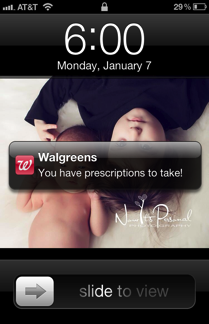 AT&T 29%
6:00
Monday, January 7
Walgreens
You have prescriptions to take!
slide to view